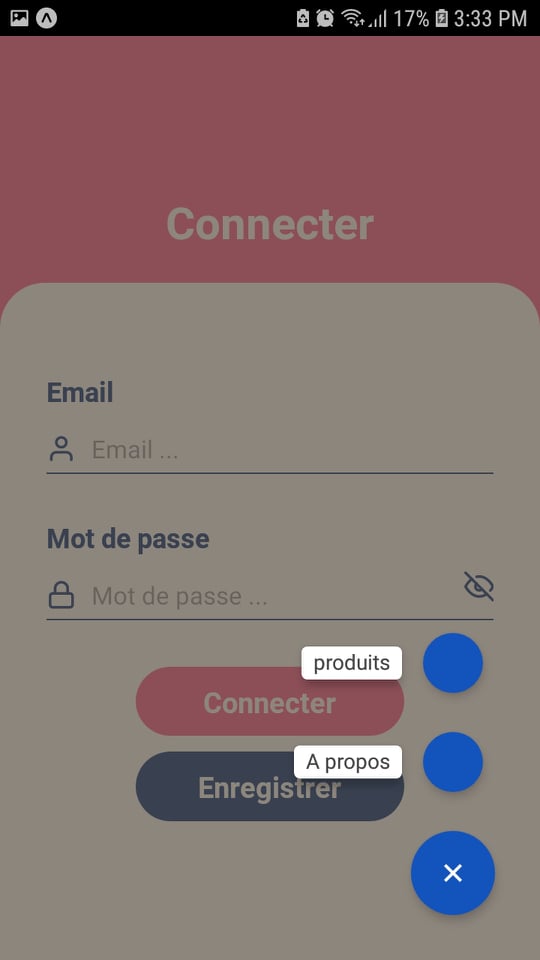 17% 3:33 PM
Connecter
Email
Email ...
Mot de passe
Mot de passe ...
produits
Connecter
A propos
Enregistrer